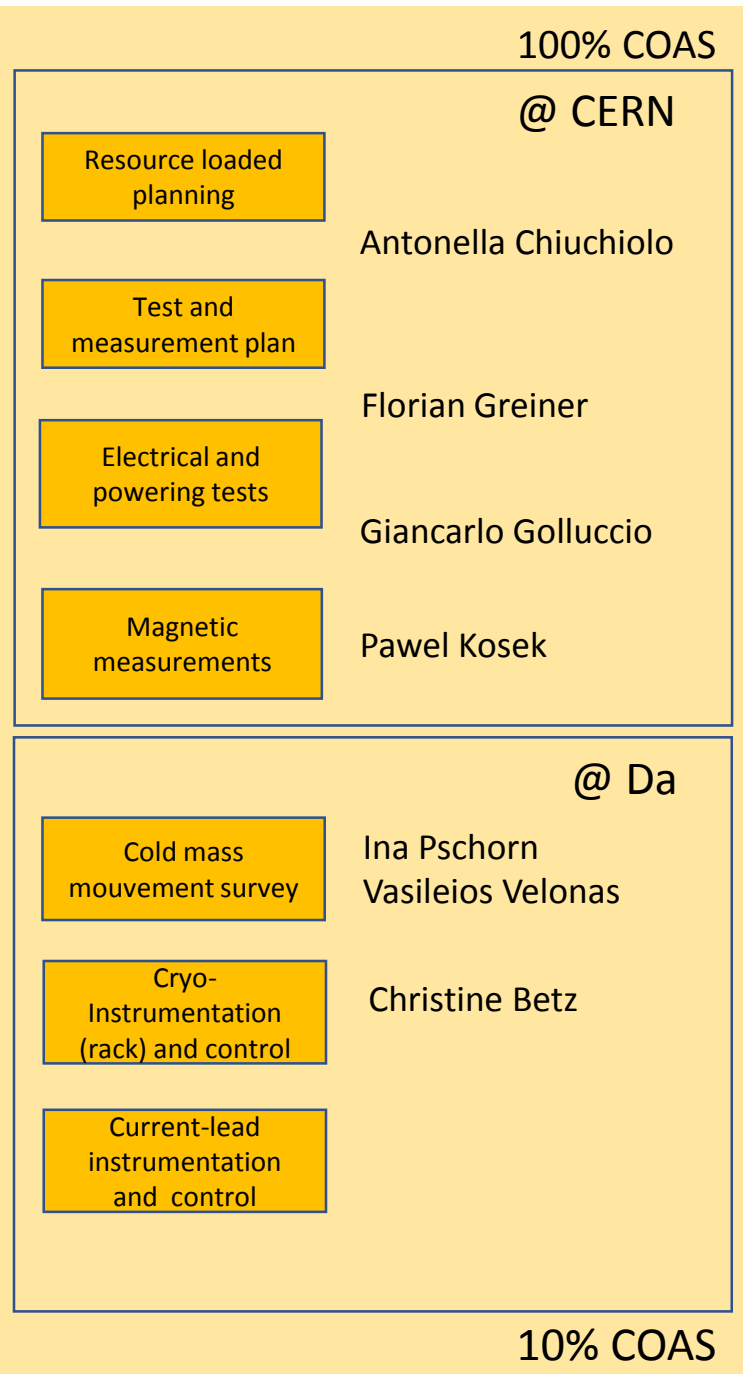 100% COAS
@ CERN
Resource loaded
planning
Antonella Chiuchiolo
Test and
measurement plan
Florian Greiner
Electrical and
powering tests
Giancarlo Golluccio
Magnetic
measurements
Pawel Kosek
@ Da
Cold mass
mouvement survey
Ina Pschorn
Vasileios Velonas
Cryo-
Instrumentation
(rack) and control
Christine Betz
Current-lead
instrumentation
and control
10% COAS